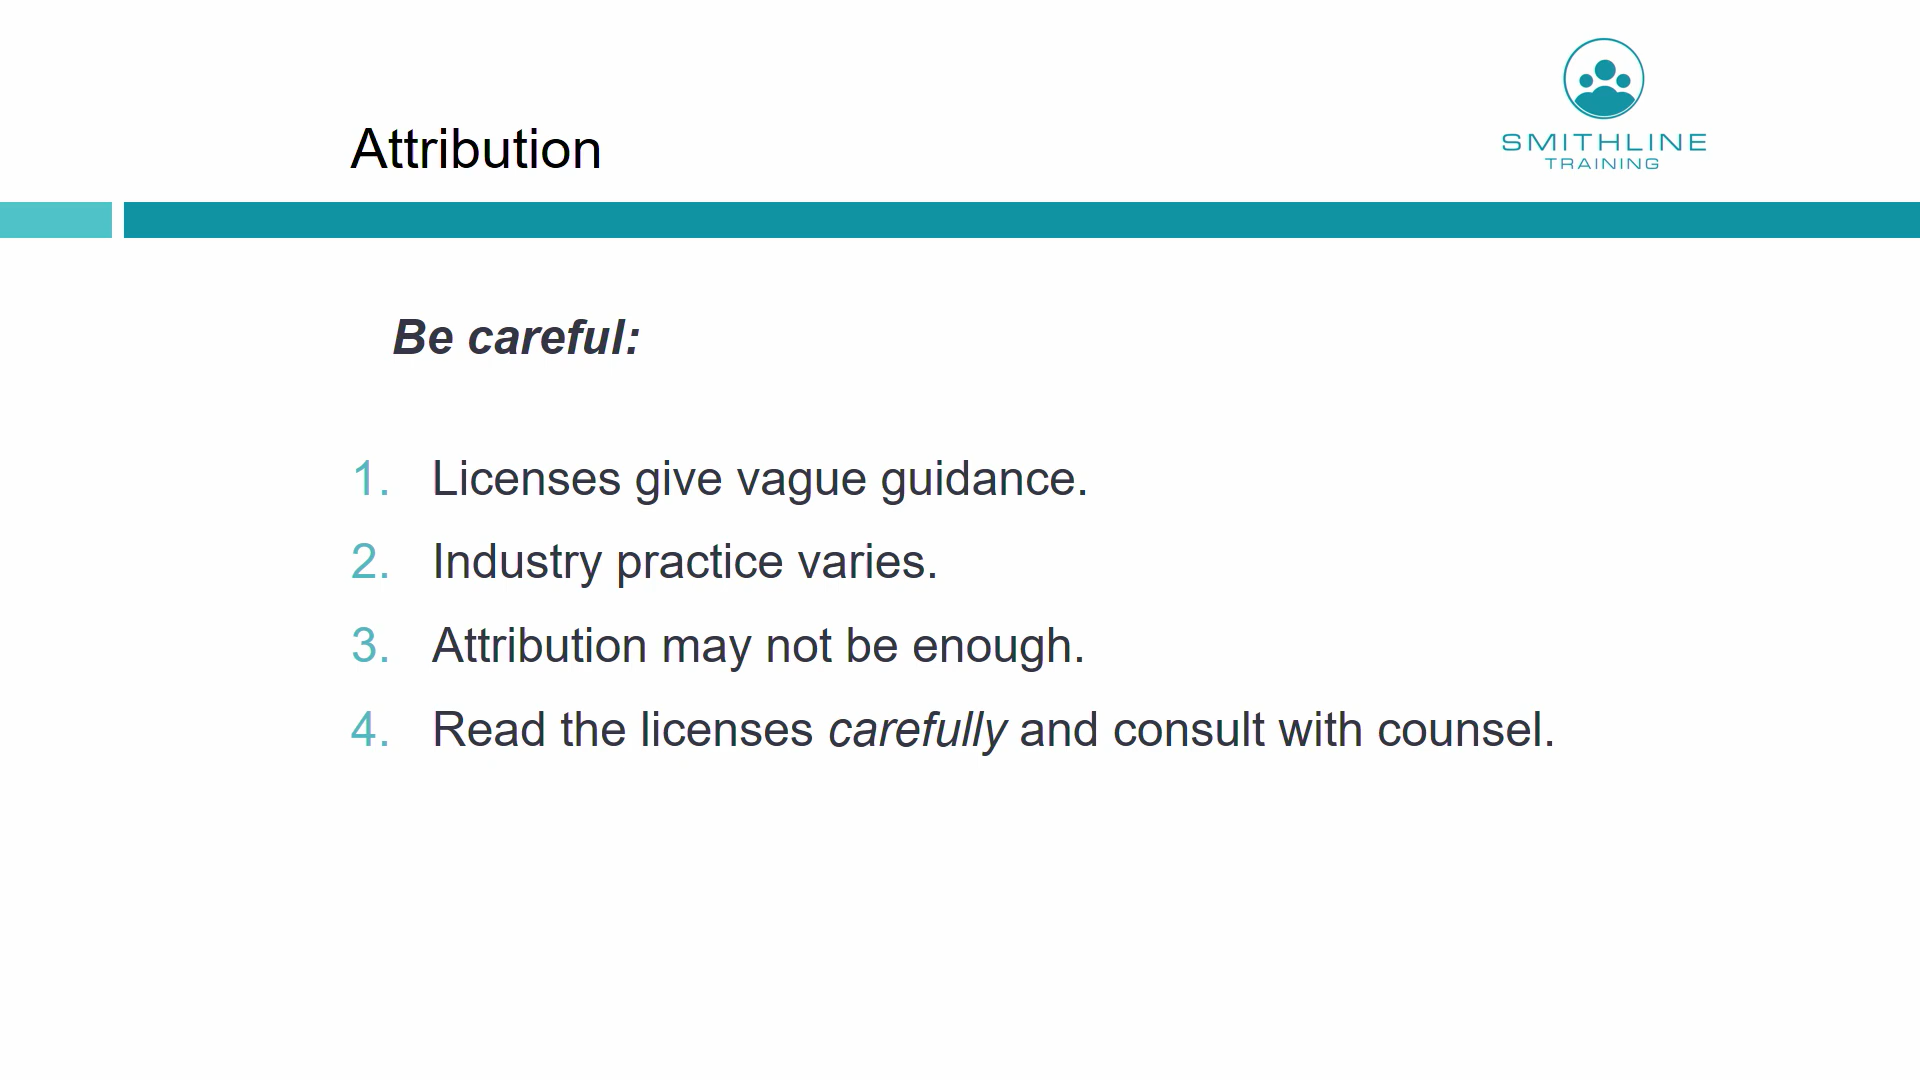 Attribution
SMITHLINE
TRAINING
Be careful:
1. Licenses give vague guidance.
2. Industry practice varies.
3. Attribution may not be enough.
4. Read the licenses carefully and consult with counsel.